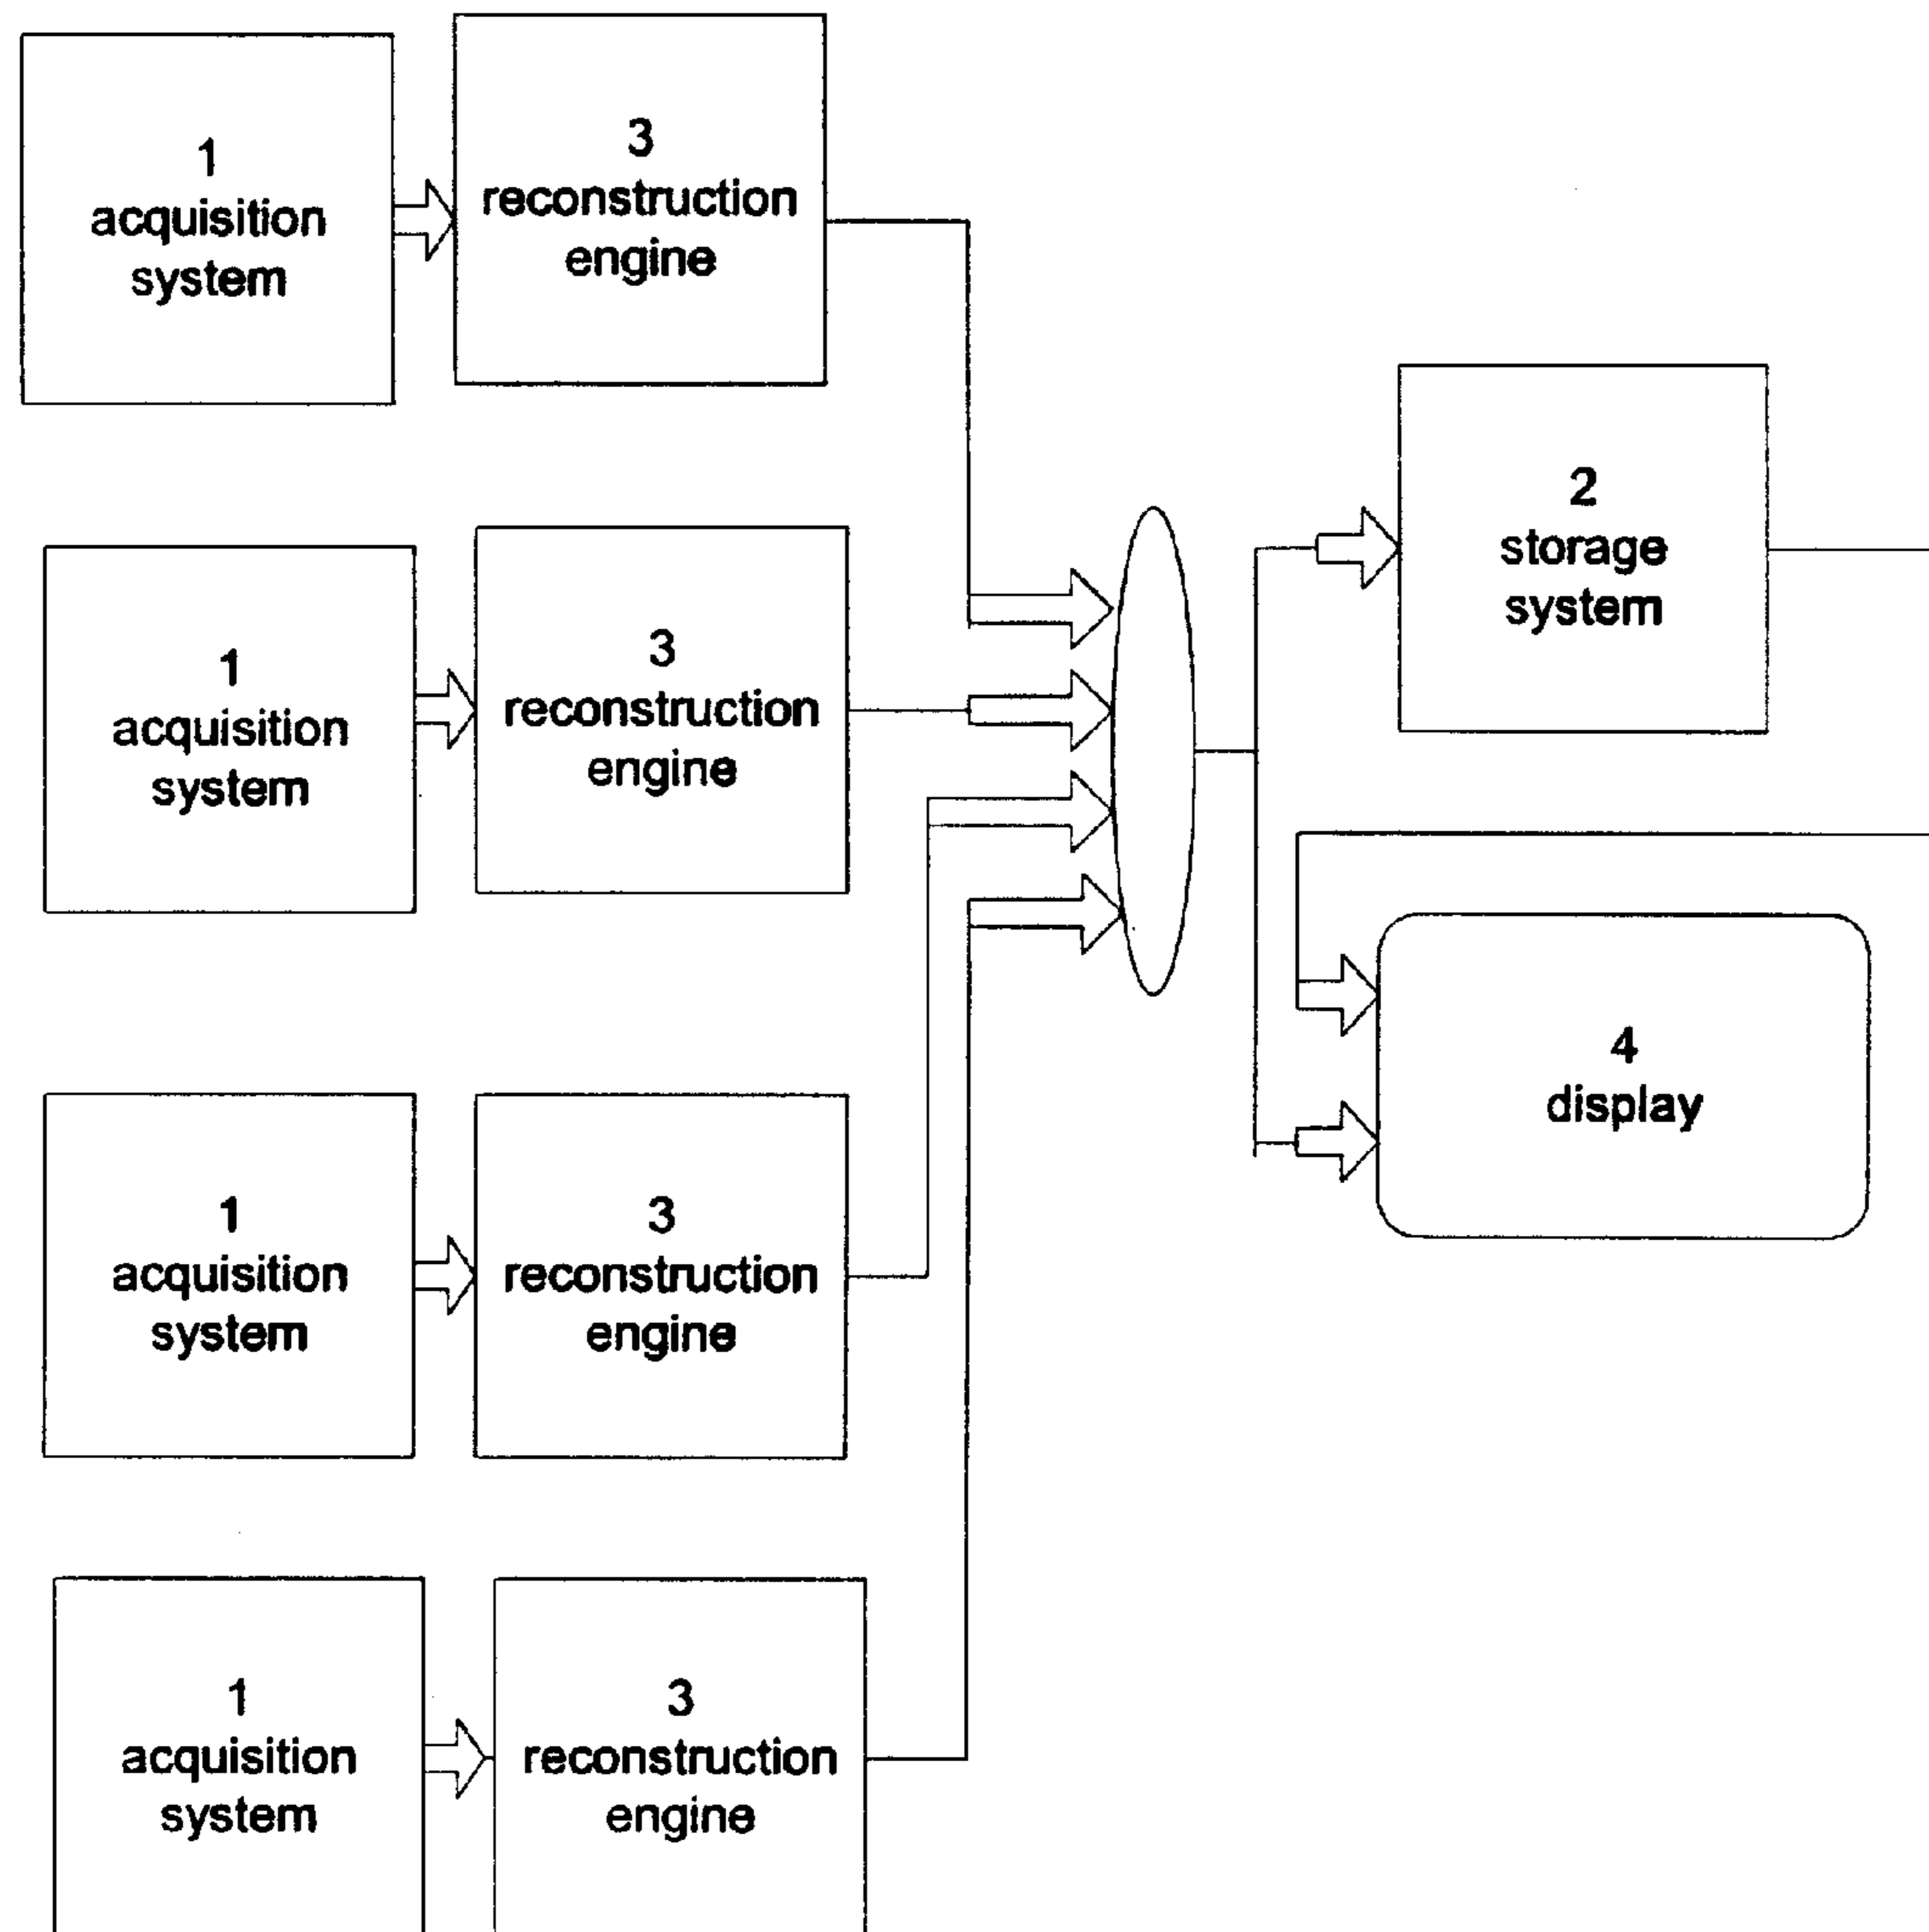 1
acquisition
system
3
reconstruction
engine
1
acquisition
system
3
reconstruction
engine
2
storage
system
4
display
1
acquisition
system
3
reconstruction
engine
1
acquisition
system
3
reconstruction
engine